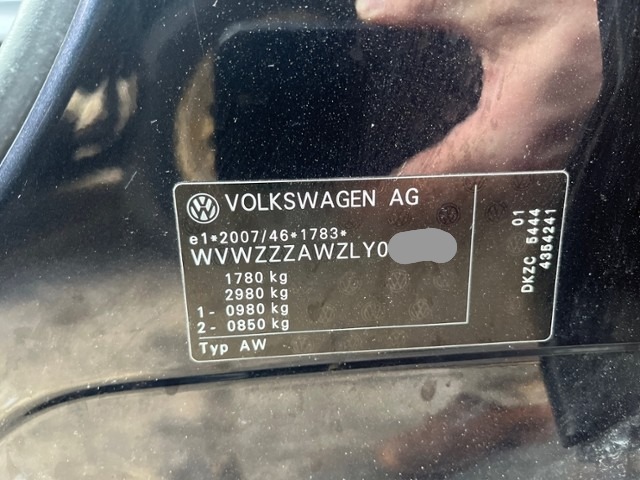 VOLKSWAGEN AG
e1*2007/46*1783*
WVWZZZAWZLY0
1780 kg
2980 kg
1- 0980 kg
2- 0850 kg
Typ AW
01
DKZC 5444
4354241